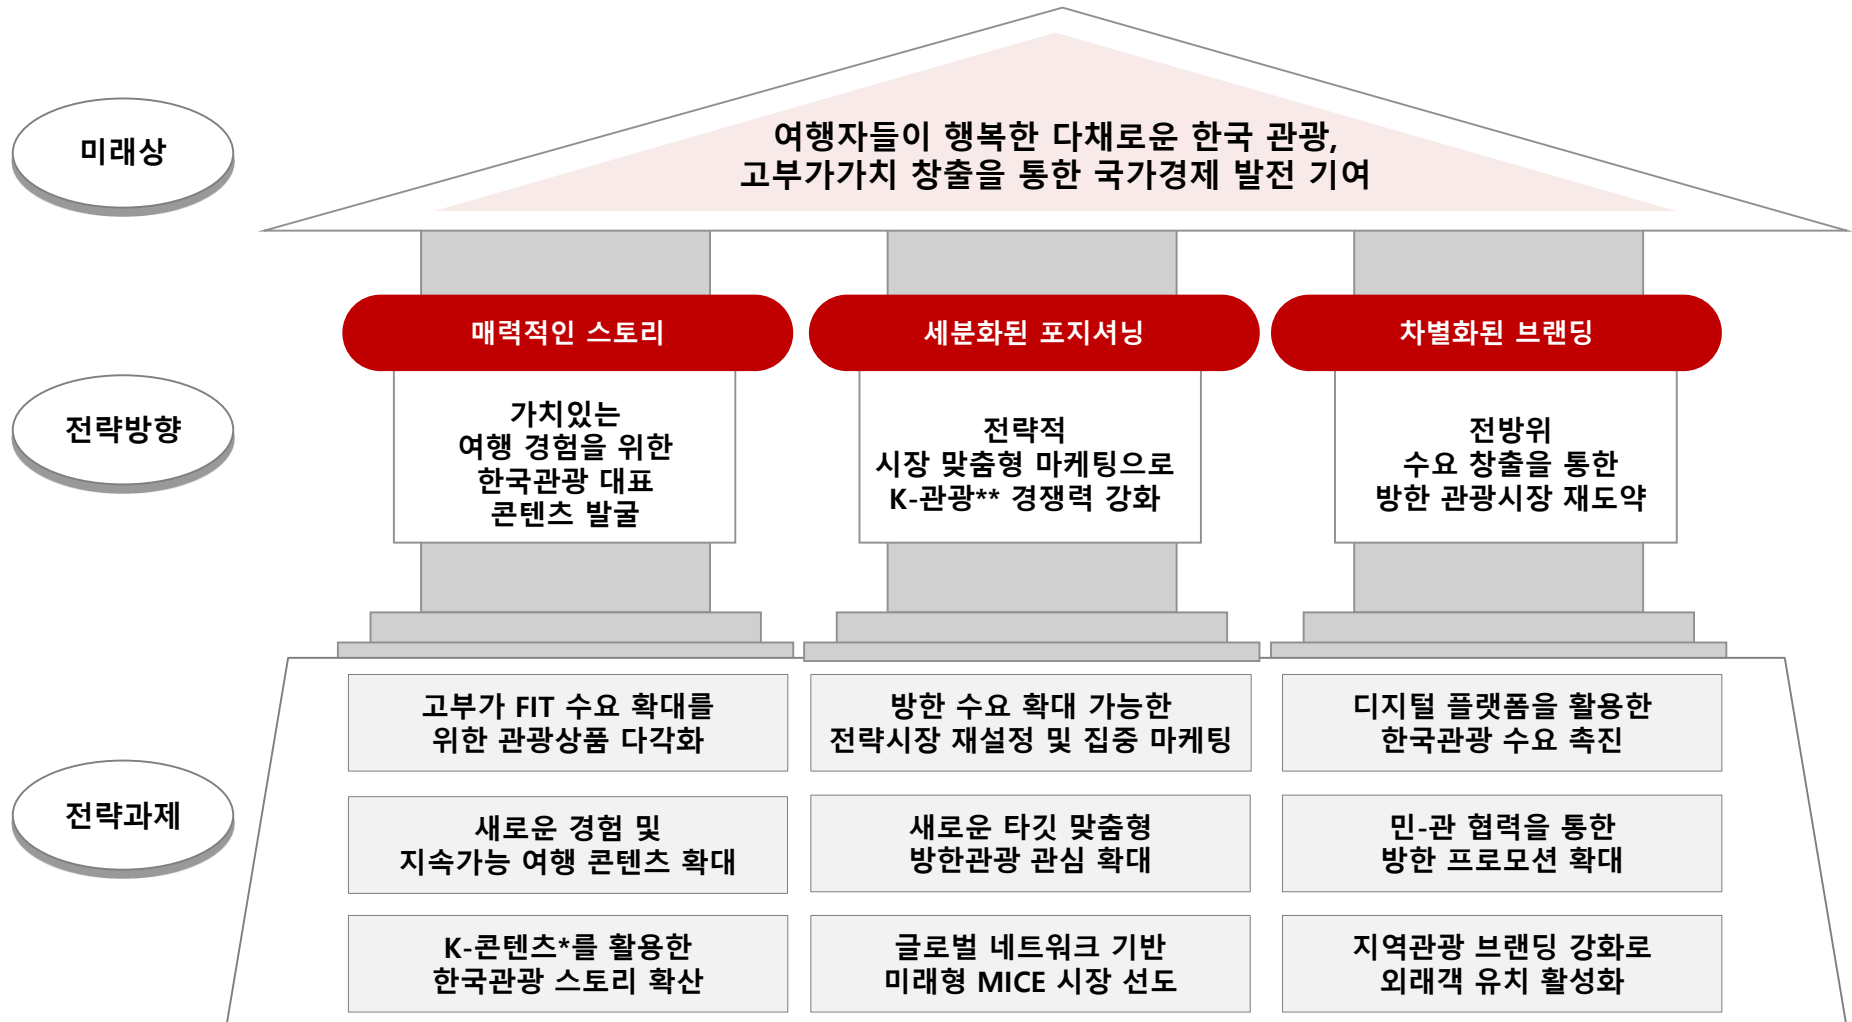 미래상
여행자들이 행복한 다채로운 한국 관광,
고부가가치 창출을 통한 국가경제 발전 기여
전략방향
매력적인 스토리
가치있는
여행 경험을 위한
한국관광 대표
콘텐츠 발굴
세분화된 포지셔닝
전략적
시장 맞춤형 마케팅으로
K-관광** 경쟁력 강화
차별화된 브랜딩
전방위
수요 창출을 통한
방한 관광시장 재도약
전략과제
고부가 FIT 수요 확대를
위한 관광상품 다각화
방한 수요 확대 가능한
전략시장 재설정 및 집중 마케팅
디지털 플랫폼을 활용한
한국관광 수요 촉진
새로운 경험 및
지속가능 여행 콘텐츠 확대
새로운 타깃 맞춤형
방한관광 관심 확대
민-관 협력을 통한
방한 프로모션 확대
K-콘텐츠*를 활용한
한국관광 스토리 확산
글로벌 네트워크 기반
미래형 MICE 시장 선도
지역관광 브랜딩 강화로
외래객 유치 활성화